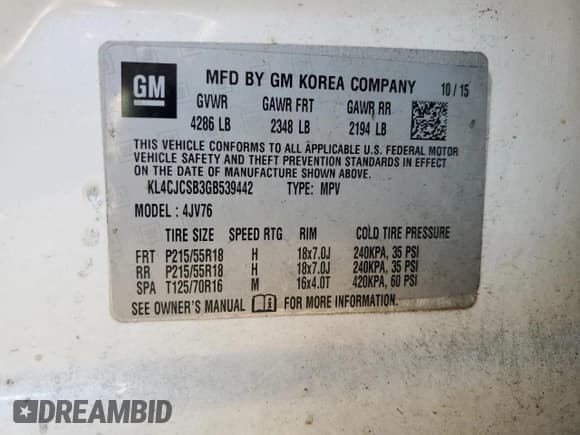 GM MFD BY GM KOREA COMPANY 10 / 15
GVWR GAWR FRT GAWR RR
4286 LB 2348 LB 2194 LB
THIS VEHICLE CONFORMS TO ALL APPLICABLE U.S. FEDERAL MOTOR
VEHICLE SAFETY AND THEFT PREVENTION STANDARDS IN EFFECT
ON THE DATE OF MANUFACTURE SHOWN ABOVE.
KL4CJCSB3GB539442 TYPE: MPV
MODEL : 4JV76
TIRE SIZE SPEED RTG RIM COLD TIRE PRESSURE
FRT P215/55R18 H 18x7.0J 240KPA, 35 PSI
RR P215/55R18 H 18x7.0J 240KPA, 35 PSI
SPA T125/70R16 M 16x4.0T 420KPA, 60 PSI
SEE OWNER'S MANUAL FOR MORE INFORMATION.
DREAMBID